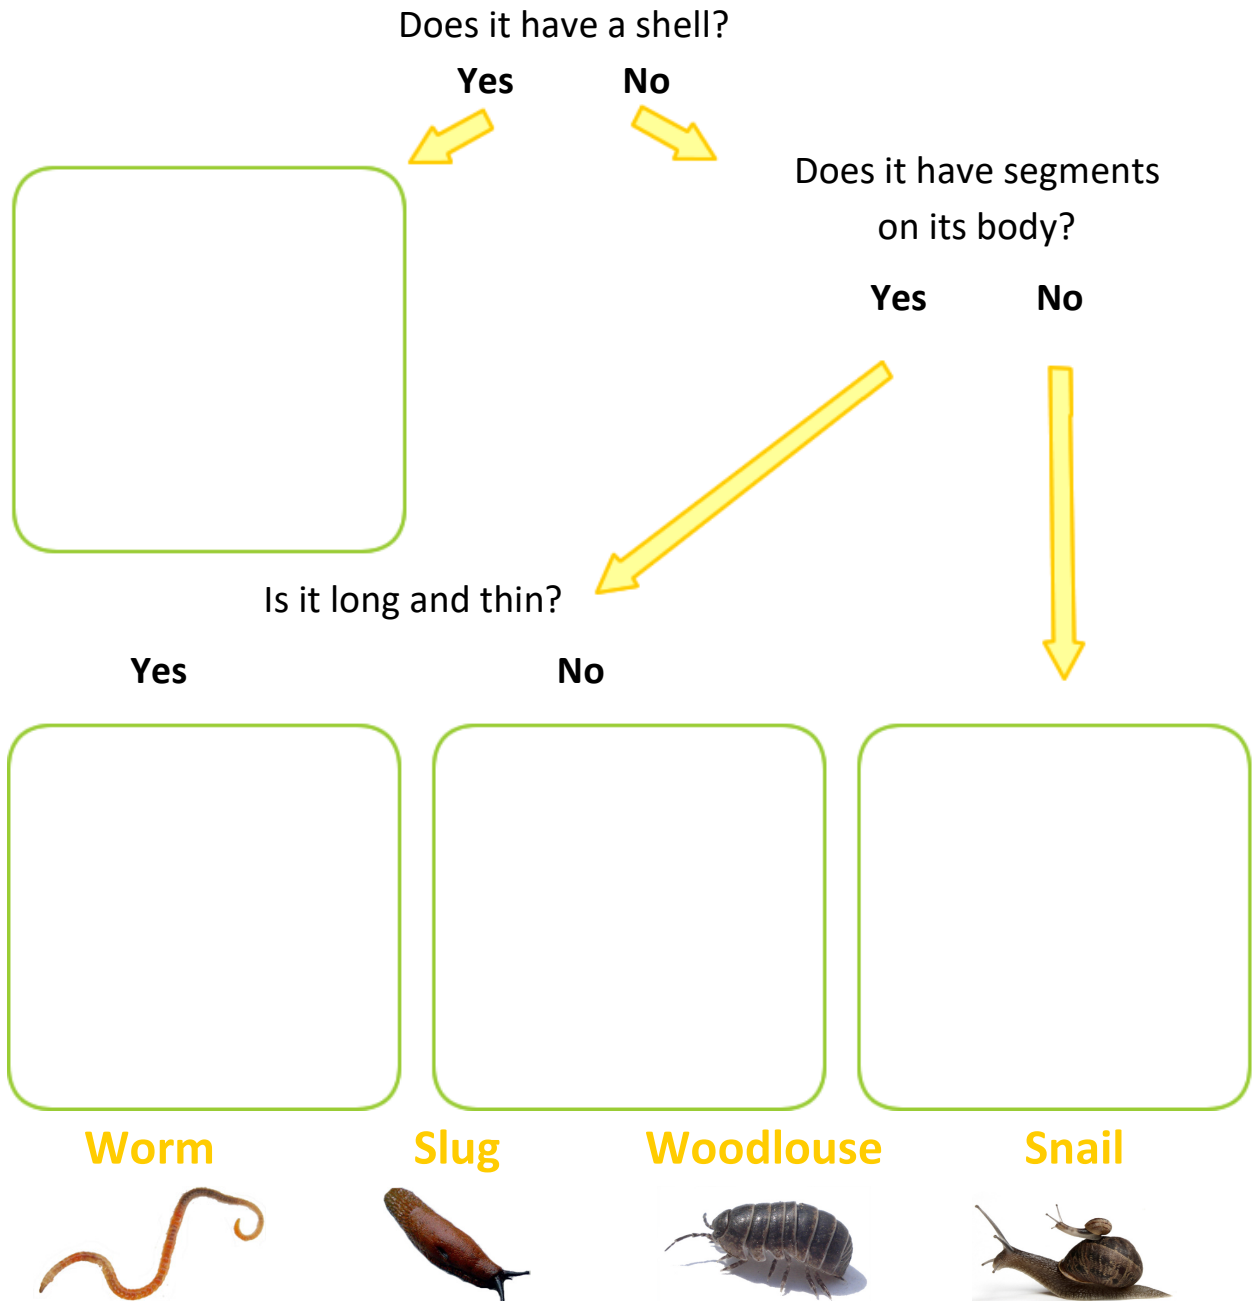 Does it have a shell?
Yes No
Does it have segments
on its body?
Yes No
Is it long and thin?
Yes No
Worm Slug Woodlouse Snail